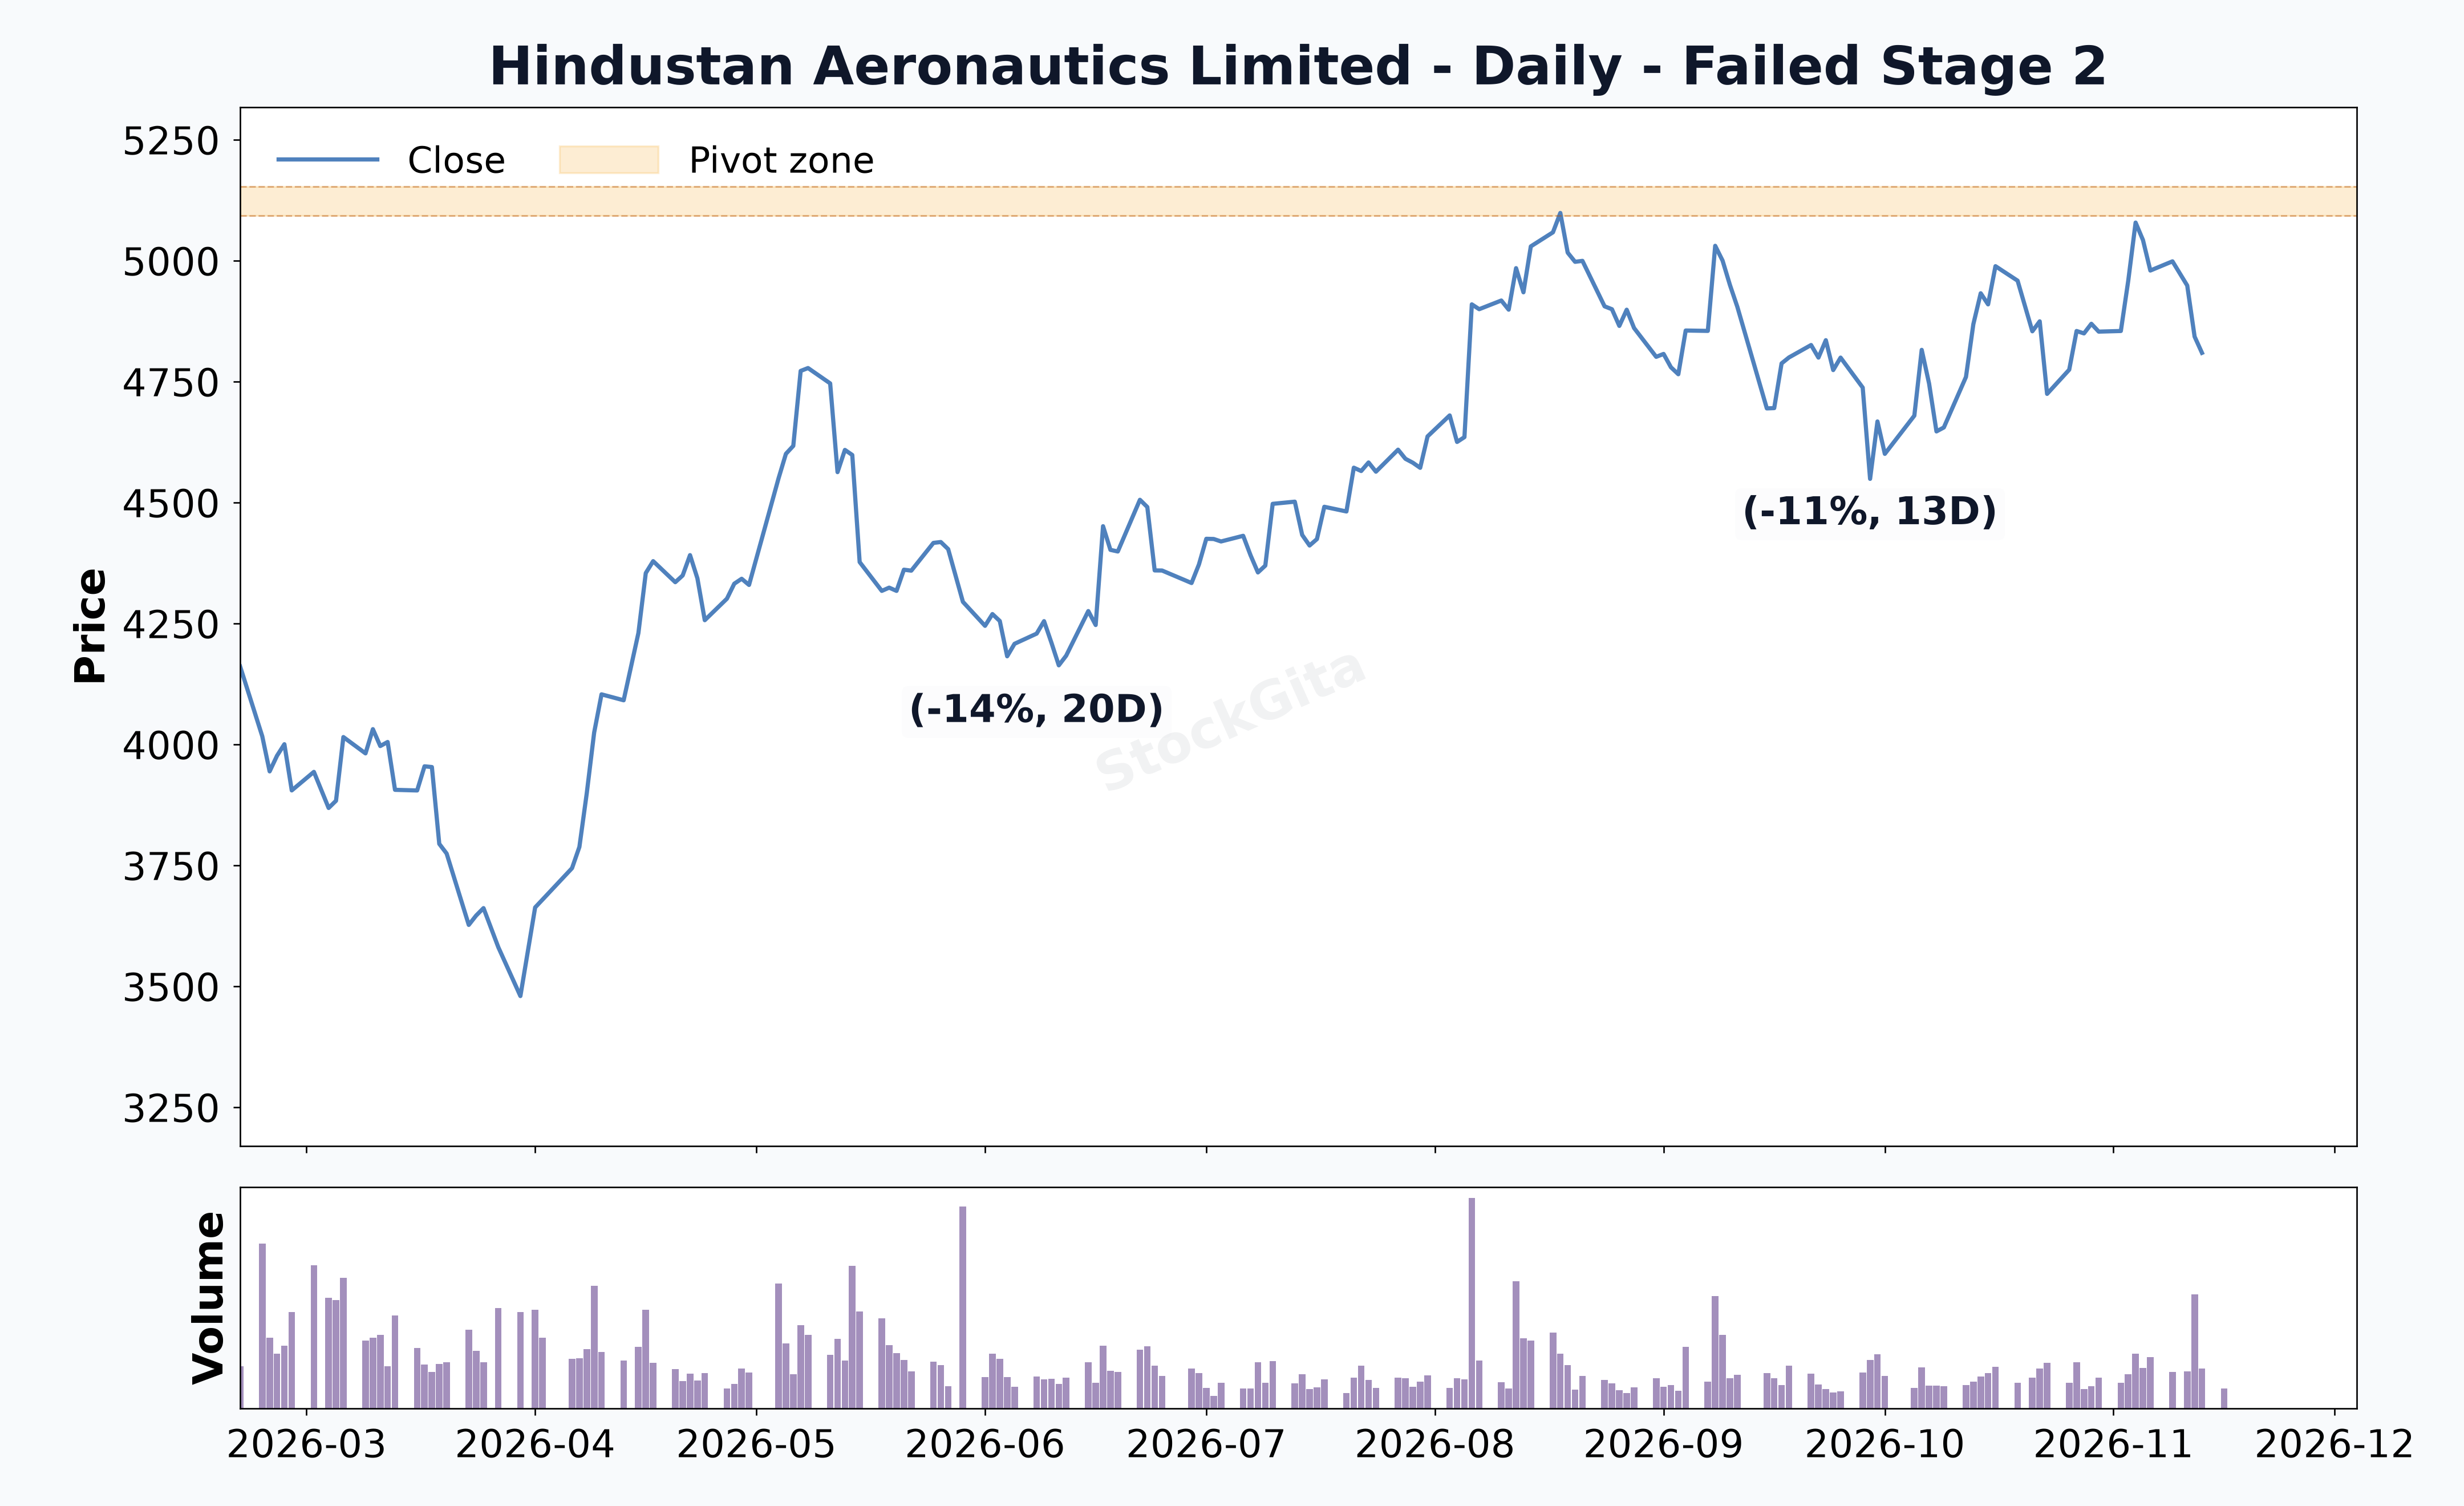 Hindustan Aeronautics Limited - Daily - Failed Stage 2
Close
Pivot zone
5250
5000
4750
4500
4250
4000
3750
3500
3250
Price
(-11%, 13D)
(-14%, 20D)
StockGita
Volume
2026-03
2026-04
2026-05
2026-06
2026-07
2026-08
2026-09
2026-10
2026-11
2026-12